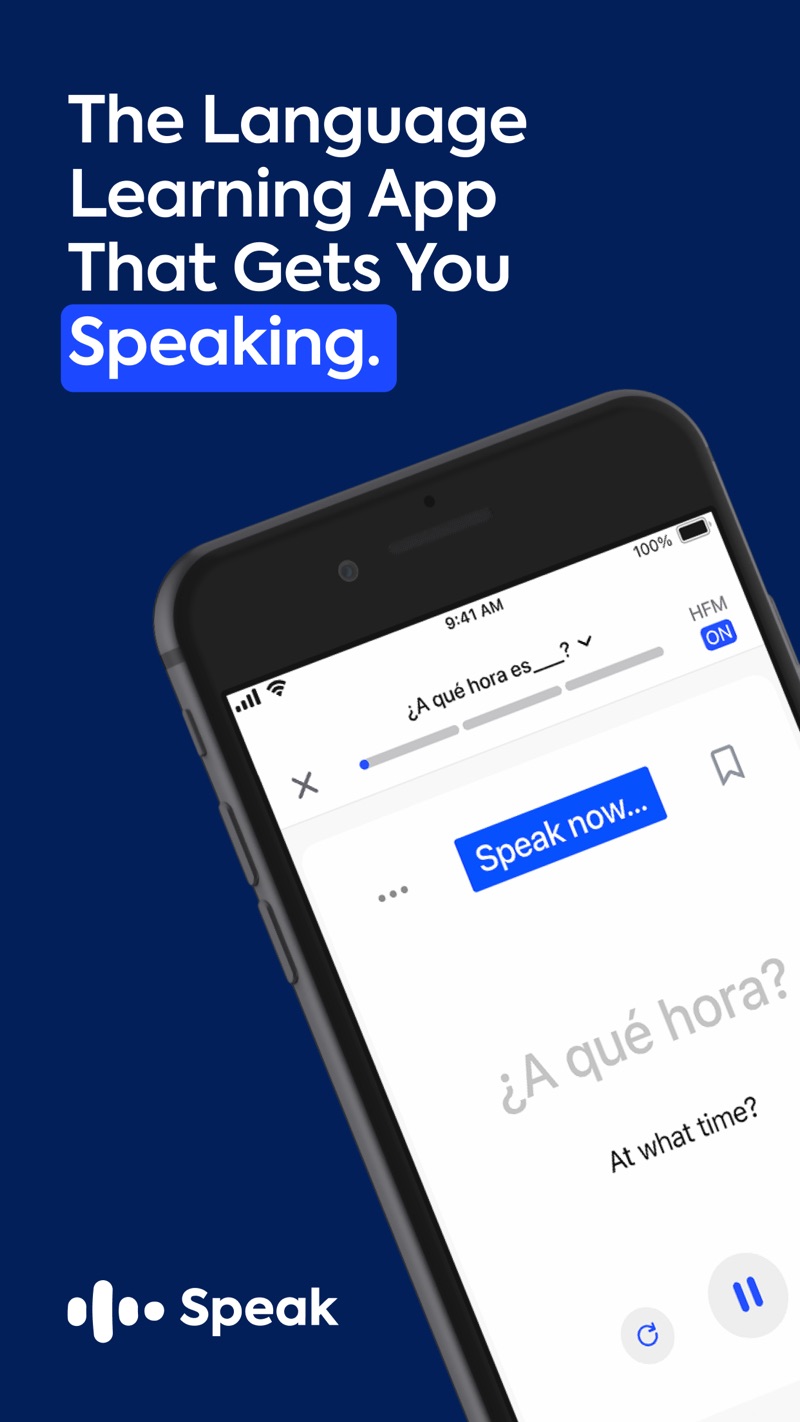 The Language
Learning App
That Gets You
Speaking.
100%
9:41 AM
HFM
ON
¿A qué hora es___?
Speak now...
¿A qué hora?
At what time?
Speak